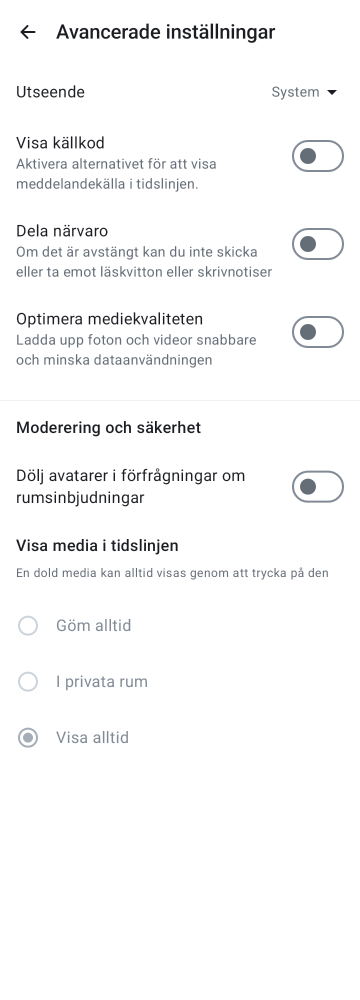 Avancerade inställningar
Utseende
System
Visa källkod
Aktivera alternativet för att visa
meddelandekälla i tidslinjen.
Dela närvaro
Om det är avstängt kan du inte skicka
eller ta emot läskvitton eller skrivnotiser
Optimera mediekvaliteten
Ladda upp foton och videor snabbare
och minska dataanvändningen
Moderering och säkerhet
Dölj avatarer i förfrågningar om
rumsinbjudningar
Visa media i tidslinjen
En dold media kan alltid visas genom att trycka på den
Göm alltid
I privata rum
Visa alltid